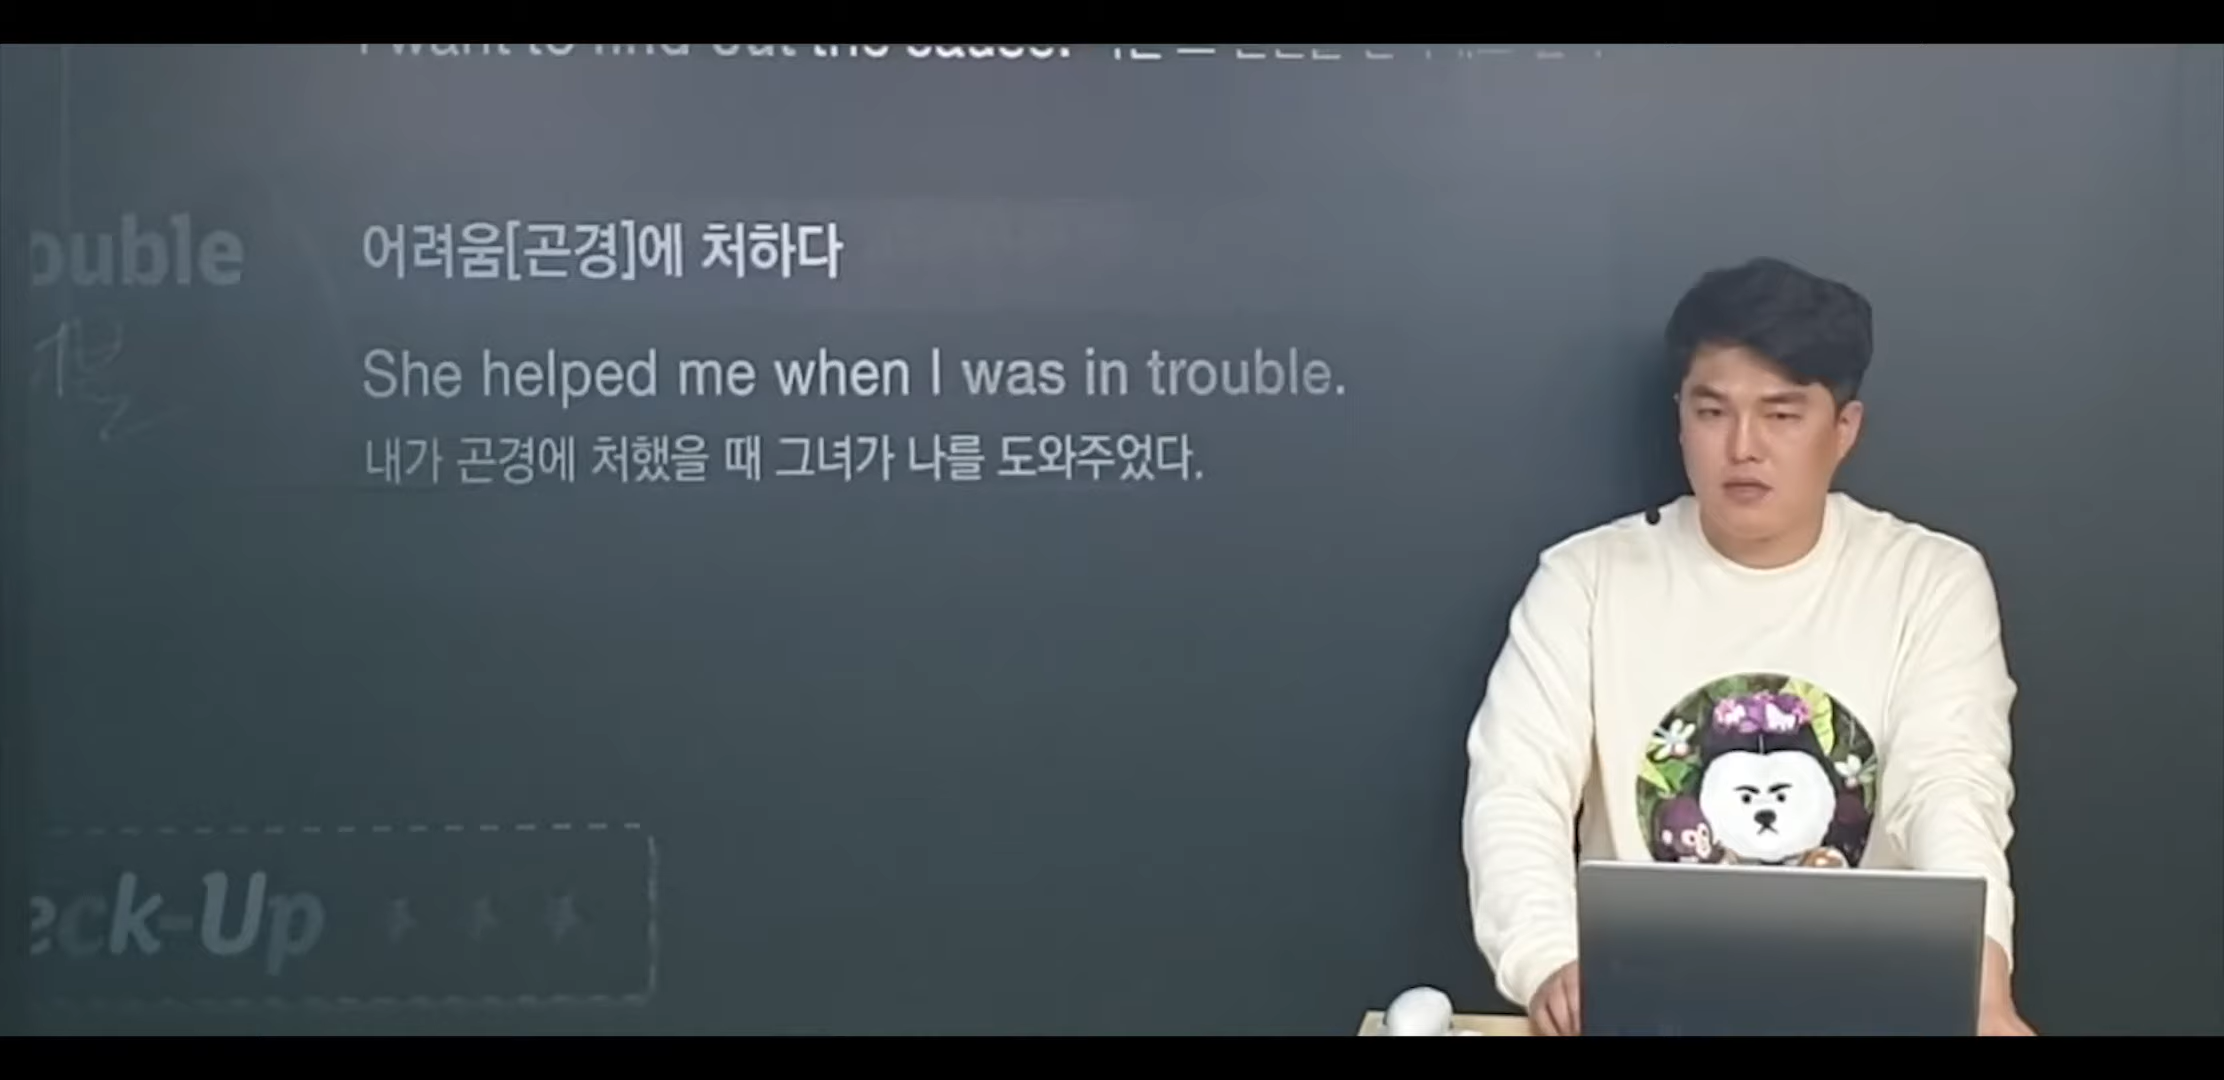 the cause.
ouble
어려움[곤경]에 처하다
She helped me when I was in trouble.
내가 곤경에 처했을 때 그녀가 나를 도와주었다.
eck-Up